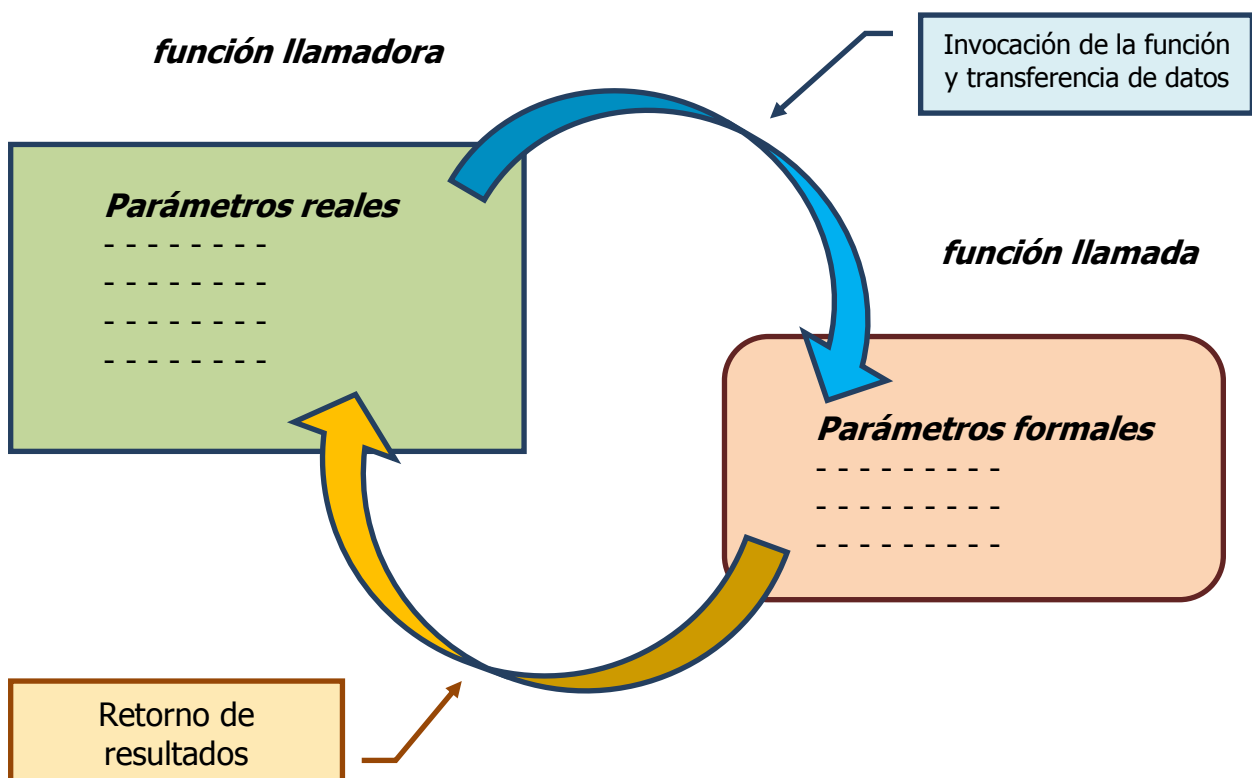 función llamadora
Invocación de la función
y transferencia de datos
Parámetros reales
- - - - - - - -
- - - - - - - -
- - - - - - - -
- - - - - - - -
función llamada
Parámetros formales
- - - - - - - - -
- - - - - - - - -
- - - - - - - - -
Retorno de
resultados